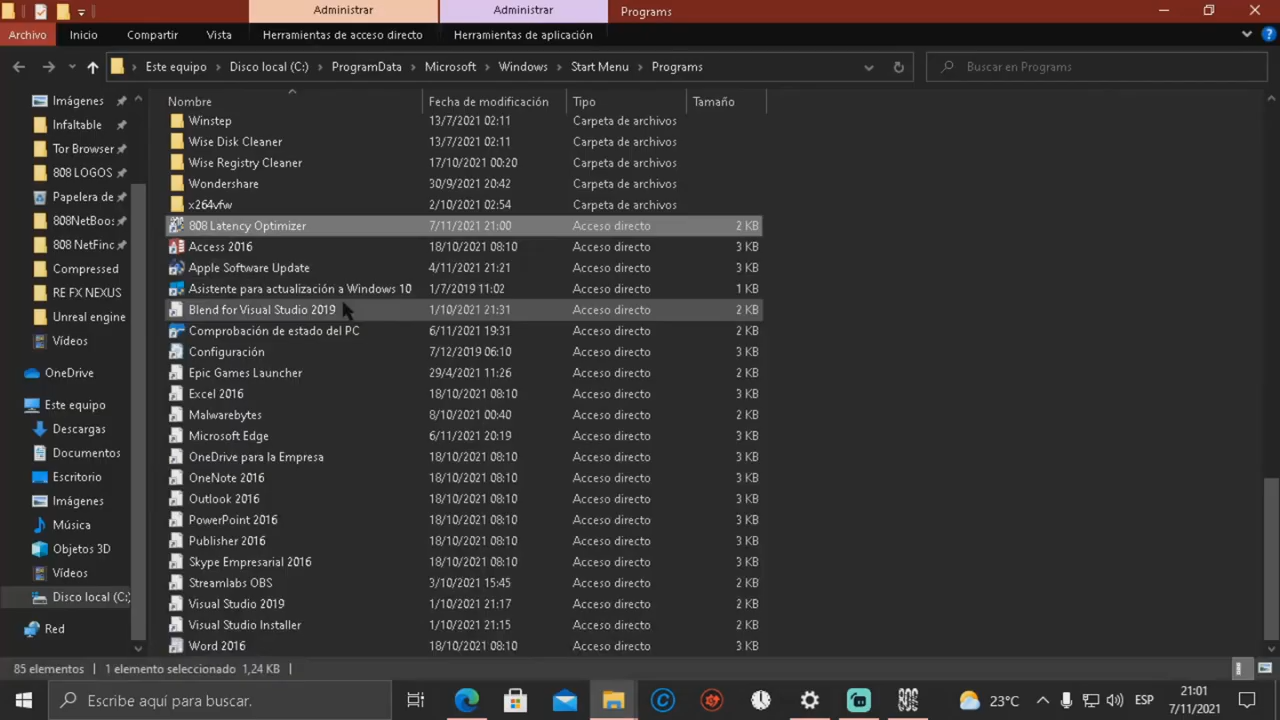 Administrar Administrar Programs
Archivo Inicio Compartir Vista Herramientas de acceso directo Herramientas de aplicación
Este equipo > Disco local (C:) > ProgramData > Microsoft > Windows > Start Menu > Programs
Buscar en Programs
Imágenes
Infaltable
Tor Browser
808 LOGOS
Papelera de
808NetBoos
808 NetFinc
Compressed
RE FX NEXUS
Unreal engine
Vídeos
OneDrive
Este equipo
Descargas
Documentos
Escritorio
Imágenes
Música
Objetos 3D
Vídeos
Disco local (C:)
Red
Nombre Fecha de modificación Tipo Tamaño
Winstep 13/7/2021 02:11 Carpeta de archivos
Wise Disk Cleaner 13/7/2021 02:11 Carpeta de archivos
Wise Registry Cleaner 17/10/2021 00:20 Carpeta de archivos
Wondershare 30/9/2021 20:42 Carpeta de archivos
x264vfw 2/10/2021 02:54 Carpeta de archivos
808 Latency Optimizer 7/11/2021 21:00 Acceso directo 2 KB
Access 2016 18/10/2021 08:10 Acceso directo 3 KB
Apple Software Update 4/11/2021 21:21 Acceso directo 3 KB
Asistente para actualización a Windows 10 1/7/2019 11:02 Acceso directo 1 KB
Blend for Visual Studio 2019 1/10/2021 21:31 Acceso directo 2 KB
Comprobación de estado del PC 6/11/2021 19:31 Acceso directo 2 KB
Configuración 7/12/2019 06:10 Acceso directo 3 KB
Epic Games Launcher 29/4/2021 11:26 Acceso directo 2 KB
Excel 2016 18/10/2021 08:10 Acceso directo 3 KB
Malwarebytes 8/10/2021 00:40 Acceso directo 2 KB
Microsoft Edge 6/11/2021 20:19 Acceso directo 3 KB
OneDrive para la Empresa 18/10/2021 08:10 Acceso directo 3 KB
OneNote 2016 18/10/2021 08:10 Acceso directo 3 KB
Outlook 2016 18/10/2021 08:10 Acceso directo 3 KB
PowerPoint 2016 18/10/2021 08:10 Acceso directo 3 KB
Publisher 2016 18/10/2021 08:10 Acceso directo 3 KB
Skype Empresarial 2016 18/10/2021 08:10 Acceso directo 3 KB
Streamlabs OBS 3/10/2021 15:45 Acceso directo 2 KB
Visual Studio 2019 1/10/2021 21:17 Acceso directo 2 KB
Visual Studio Installer 1/10/2021 21:15 Acceso directo 2 KB
Word 2016 18/10/2021 08:10 Acceso directo 3 KB
85 elementos 1 elemento seleccionado 1,24 KB
Escribe aquí para buscar.
23°C ESP
21:01
7/11/2021